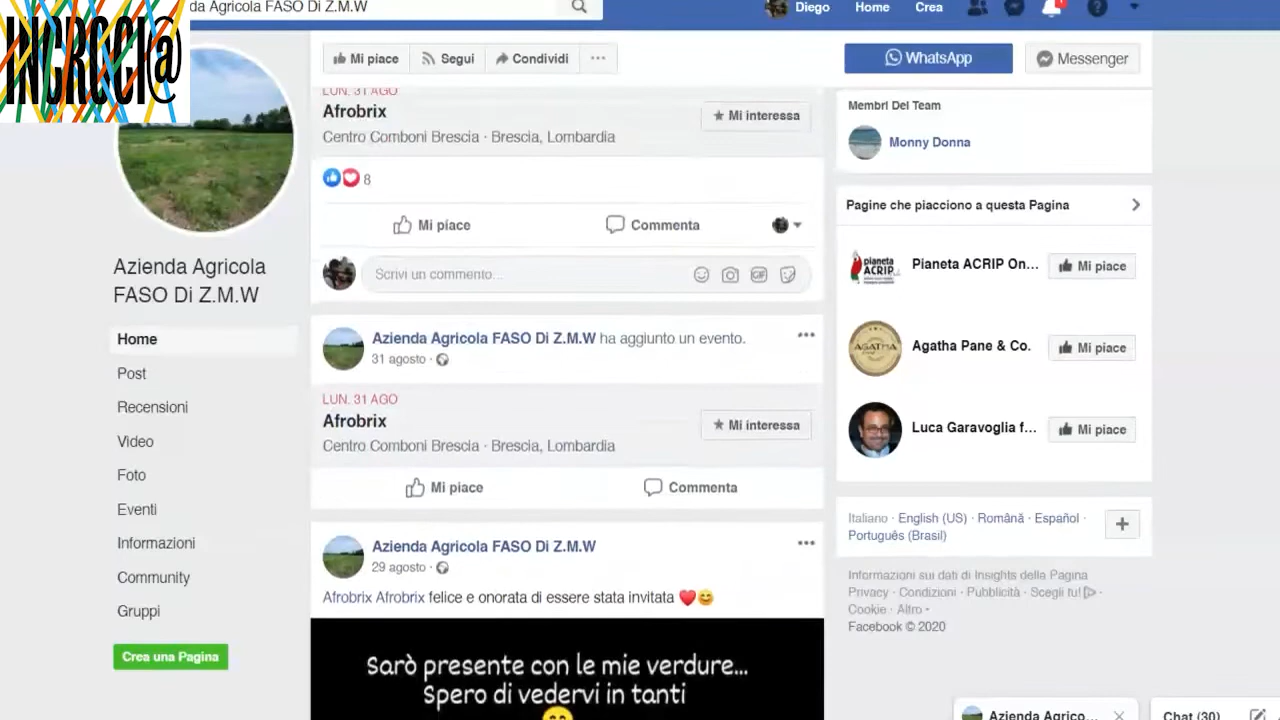 INCROCI@
da Agricola FASO Di Z.M.W
Diego Home Crea
Mi piace Segui Condividi ...
WhatsApp Messenger
Azienda Agricola
FASO Di Z.M.W
Home
Post
Recensioni
Video
Foto
Eventi
Informazioni
Community
Gruppi
Crea una Pagina
LUN. 31 AGO
Afrobrix
Mi interessa
Centro Comboni Brescia · Brescia, Lombardia
8
Mi piace Commenta
Scrivi un commento...
GIF
Azienda Agricola FASO Di Z.M.W ha aggiunto un evento.
31 agosto ·
LUN. 31 AGO
Afrobrix
Mi interessa
Centro Comboni Brescia · Brescia, Lombardia
Mi piace Commenta
Azienda Agricola FASO Di Z.M.W
29 agosto ·
Afrobrix Afrobrix felice e onorata di essere stata invitata ❤️😊
Sarò presente con le mie verdure...
Spero di vedervi in tanti
Membri Del Team
Monny Donna
Pagine che piacciono a questa Pagina
pianeta
ACRIP
Pianeta ACRIP On... Mi piace
AGATHA
Agatha Pane & Co. Mi piace
Luca Garavoglia f... Mi piace
Italiano · English (US) · Română · Español ·
Português (Brasil)
Informazioni sui dati di Insights della Pagina
Privacy · Condizioni · Pubblicità · Scegli tu! ·
Cookie · Altro
Facebook © 2020
Azienda Agrico...
Chat (30)